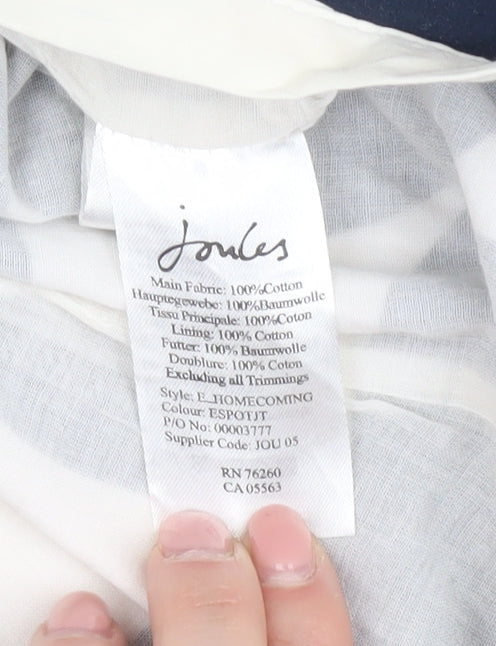 Joules
Main Fabric: 100%Cotton
Hauptegewebe: 100%Baumwolle
Tissu Principale: 100%Coton
Lining: 100% Cotton
Futter: 100% Baumwolle
Doublure: 100% Coton
Excluding all Trimmings
Style: E_HOMECOMING
Colour: ESPOTJT
P/O No: 00003777
Supplier Code: JOU 05
RN 76260
CA 05563